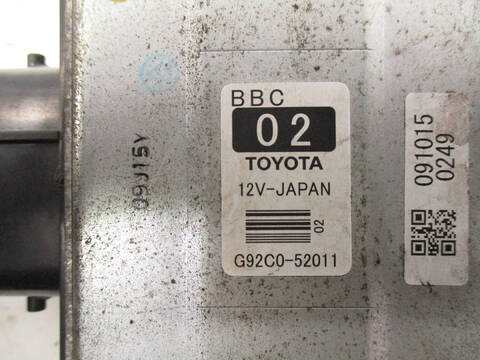 BBC
02
TOYOTA
12V-JAPAN
02
G92C0-52011
091015
0249
09J15Y